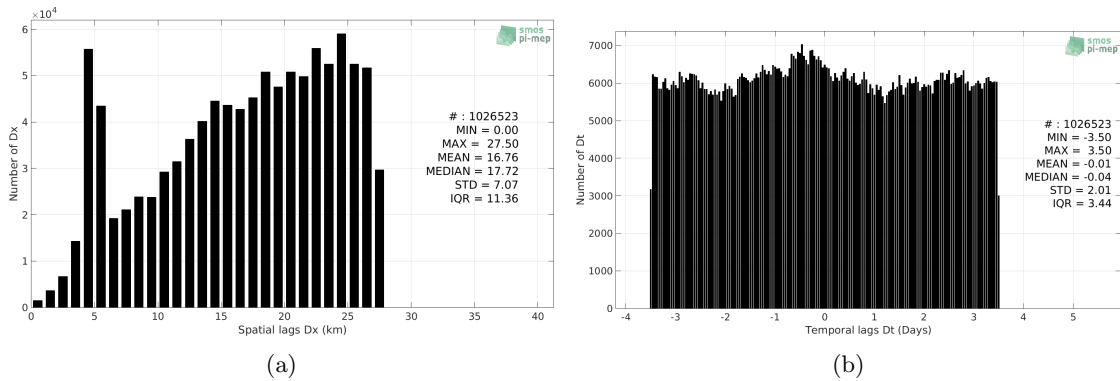 ×10⁴
6
5
4
3
2
1
0
Number of Dx
0 5 10 15 20 25 30 35 40
Spatial lags Dx (km)
smos
pi-mep
# : 1026523
MIN = 0.00
MAX = 27.50
MEAN = 16.76
MEDIAN = 17.72
STD = 7.07
IQR = 11.36
(a)
7000
6000
5000
4000
3000
2000
1000
0
Number of Dt
-4 -3 -2 -1 0 1 2 3 4 5
Temporal lags Dt (Days)
smos
pi-mep
# : 1026523
MIN = -3.50
MAX = 3.50
MEAN = -0.01
MEDIAN = -0.04
STD = 2.01
IQR = 3.44
(b)